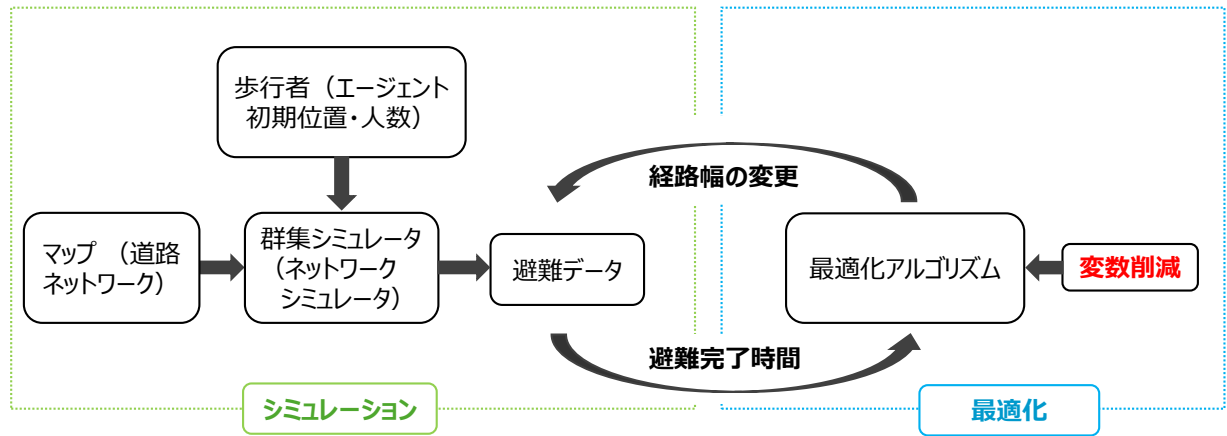 歩行者（エージェント
初期位置・人数）
経路幅の変更
マップ　（道路
ネットワーク）
群集シミュレータ
（ネットワーク
シミュレータ）
避難データ
最適化アルゴリズム
変数削減
避難完了時間
シミュレーション
最適化